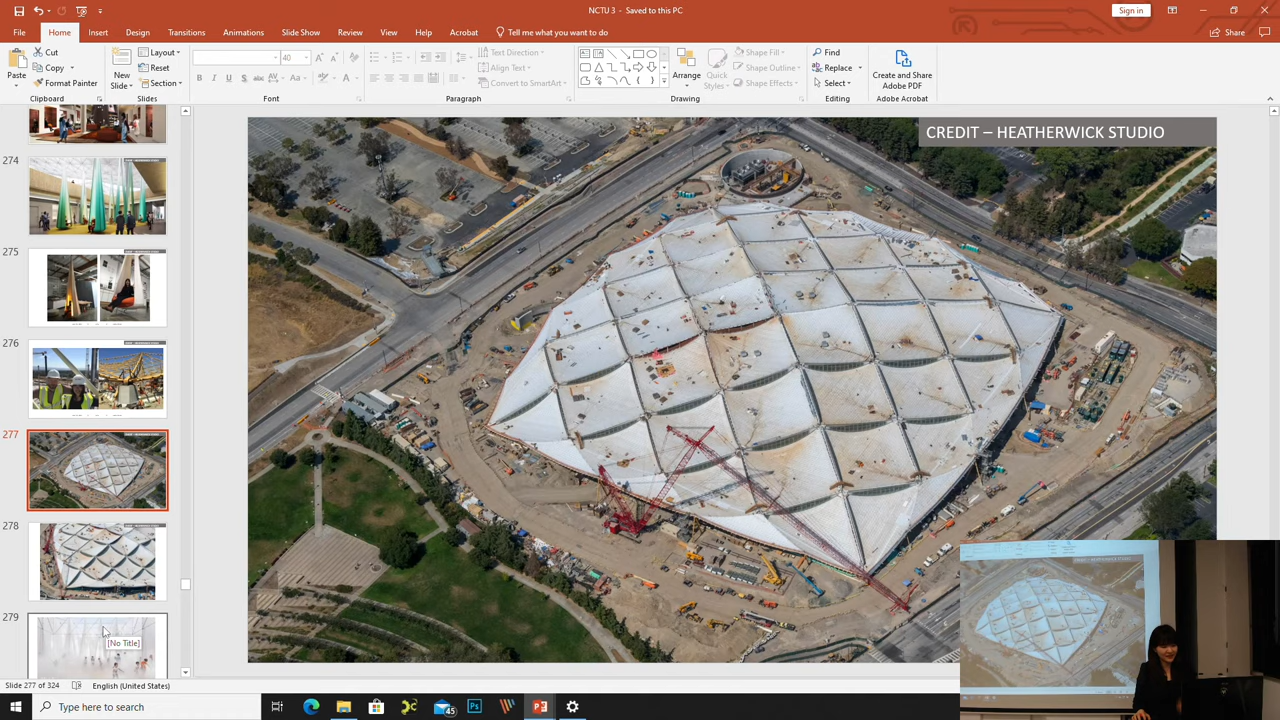 NCTU 3 - Saved to this PC
Sign in
File Home Insert Design Transitions Animations Slide Show Review View Help Acrobat Tell me what you want to do
Share
Paste
Cut
Copy
Format Painter
Clipboard
New Slide
Layout
Reset
Section
Slides
40
Font
Text Direction
Align Text
Convert to SmartArt
Paragraph
Arrange
Quick Styles
Shape Fill
Shape Outline
Shape Effects
Drawing
Find
Replace
Select
Editing
Create and Share Adobe PDF
Adobe Acrobat
274
275
276
277
278
279
[No Title]
CREDIT – HEATHERWICK STUDIO
Slide 277 of 324 English (United States)
Type here to search
45